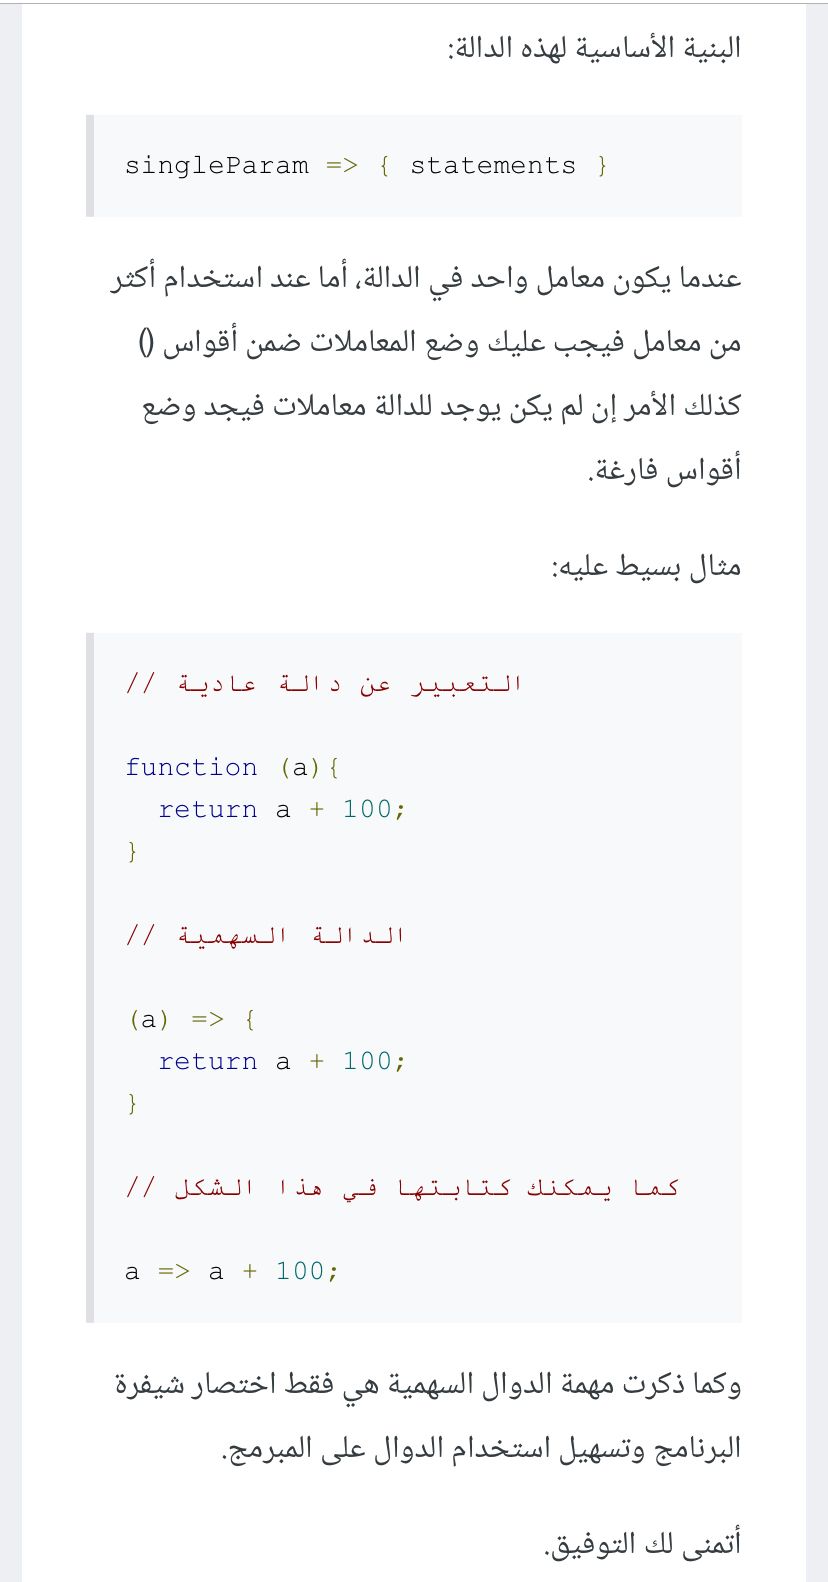 البنية الأساسية لهذه الدالة:
singleParam => { statements }
عندما يكون معامل واحد في الدالة، أما عند استخدام أكثر
من معامل فيجب عليك وضع المعاملات ضمن أقواس ()
كذلك الأمر إن لم يكن يوجد للدالة معاملات فيجد وضع
أقواس فارغة.
مثال بسيط عليه:
// التعبير عن دالة عادية
function (a){
  return a + 100;
}
// الدالة السهمية
(a) => {
  return a + 100;
}
// كما يمكنك كتابتها في هذا الشكل
a => a + 100;
وكما ذكرت مهمة الدوال السهمية هي فقط اختصار شيفرة
البرنامج وتسهيل استخدام الدوال على المبرمج.
أتمنى لك التوفيق.